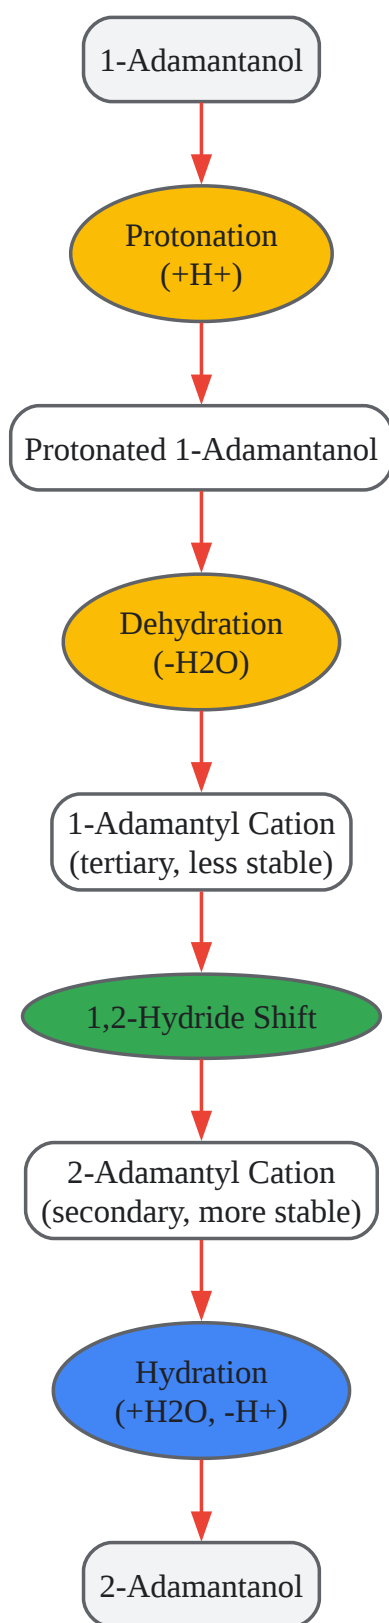 1-Adamantanol
Protonation
(+H+)
Protonated 1-Adamantanol
Dehydration
(-H2O)
1-Adamantyl Cation
(tertiary, less stable)
1,2-Hydride Shift
2-Adamantyl Cation
(secondary, more stable)
Hydration
(+H2O, -H+)
2-Adamantanol